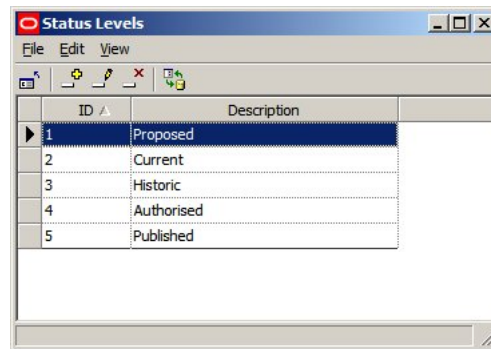 Status Levels
File Edit View
ID Description
1 Proposed
2 Current
3 Historic
4 Authorised
5 Published